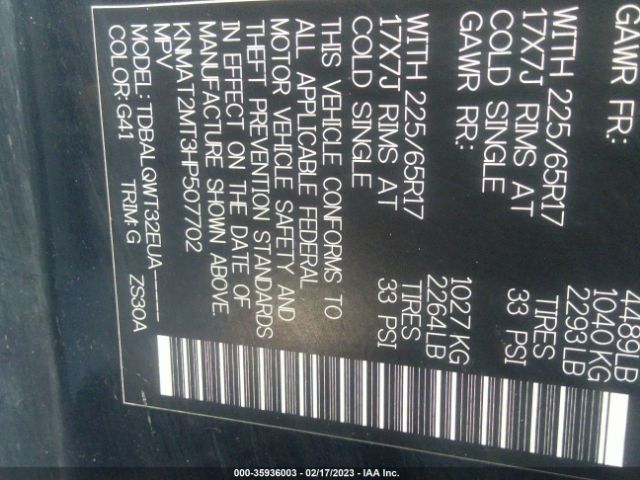 4489LB
GAWR FR: 1040 KG
2293LB
WITH 225/65R17 TIRES
17X7J RIMS AT 33 PSI
COLD SINGLE
GAWR RR: 1027 KG
2264LB
WITH 225/65R17 TIRES
17X7J RIMS AT 33 PSI
COLD SINGLE
THIS VEHICLE CONFORMS TO
ALL APPLICABLE FEDERAL
MOTOR VEHICLE SAFETY AND
THEFT PREVENTION STANDARDS
IN EFFECT ON THE DATE OF
MANUFACTURE SHOWN ABOVE.
KNMAT2MT3HP507702
MPV
MODEL: TDBALQWT32EUA-----
COLOR: G41 TRIM: G ZS30A
000-35936003 - 02/17/2023 - IAA Inc.